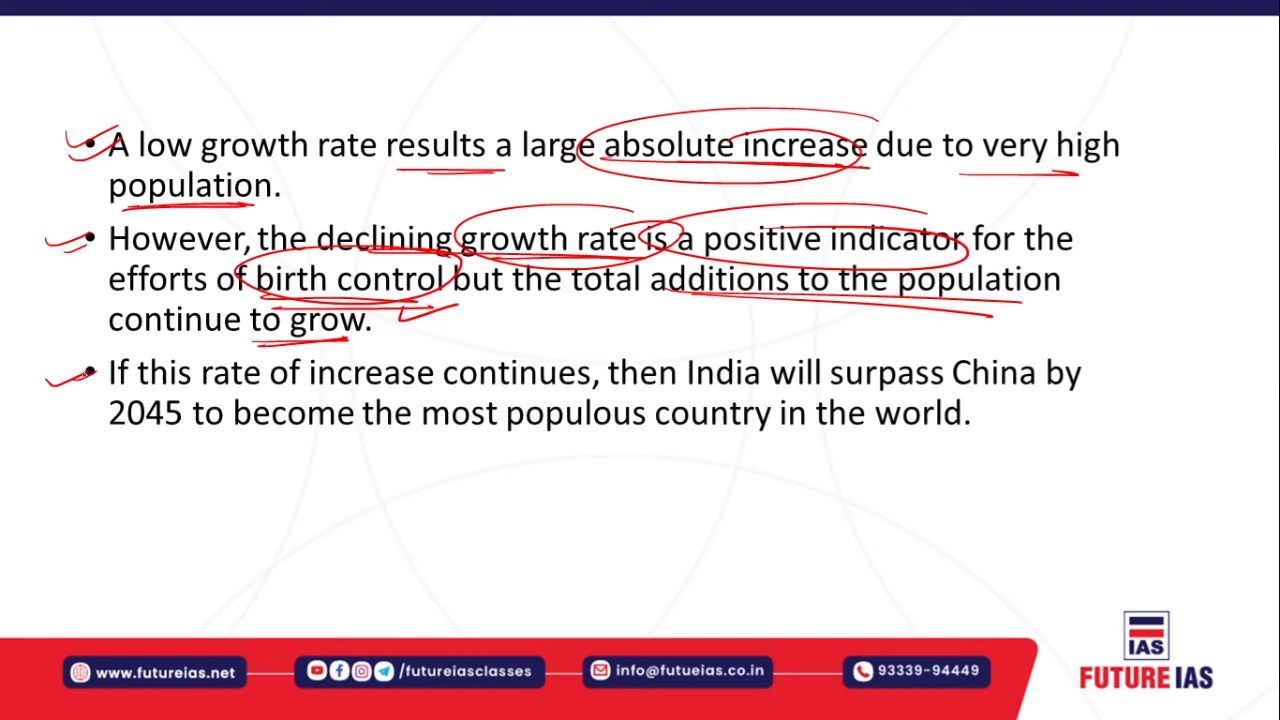 • A low growth rate results a large absolute increase due to very high
population.
• However, the declining growth rate is a positive indicator for the
efforts of birth control but the total additions to the population
continue to grow.
• If this rate of increase continues, then India will surpass China by
2045 to become the most populous country in the world.
IAS
www.futureias.net
/futureiasclasses
info@futueias.co.in
93339-94449
FUTURE IAS